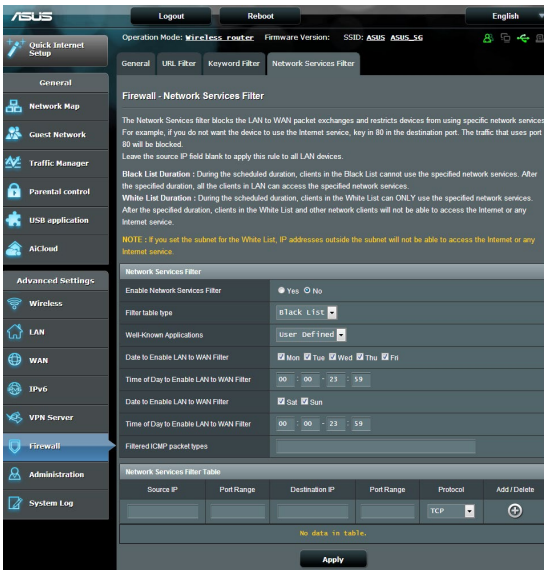 ASUS
Logout
Reboot
English
Quick Internet Setup
Operation Mode: Wireless router Firmware Version: SSID: ASUS ASUS_5G
General
URL Filter
Keyword Filter
Network Services Filter
General
Network Map
Guest Network
Traffic Manager
Parental control
USB application
AiCloud
Advanced Settings
Wireless
LAN
WAN
IPv6
VPN Server
Firewall
Administration
System Log
Firewall - Network Services Filter
The Network Services filter blocks the LAN to WAN packet exchanges and restricts devices from using specific network services.
For example, if you do not want the device to use the Internet service, key in 80 in the destination port. The traffic that uses port
80 will be blocked.
Leave the source IP field blank to apply this rule to all LAN devices.
Black List Duration : During the scheduled duration, clients in the Black List cannot use the specified network services. After
the specified duration, all the clients in LAN can access the specified network services.
White List Duration : During the scheduled duration, clients in the White List can ONLY use the specified network services.
After the specified duration, clients in the White List and other network clients will not be able to access the Internet or any
Internet service.
NOTE : If you set the subnet for the White List, IP addresses outside the subnet will not be able to access the Internet or any
Internet service.
Network Services Filter
Enable Network Services Filter Yes No
Filter table type Black List
Well-Known Applications User Defined
Date to Enable LAN to WAN Filter Mon Tue Wed Thu Fri
Time of Day to Enable LAN to WAN Filter 00 : 00 - 23 : 59
Date to Enable LAN to WAN Filter Sat Sun
Time of Day to Enable LAN to WAN Filter 00 : 00 - 23 : 59
Filtered ICMP packet types
Network Services Filter Table
Source IP Port Range Destination IP Port Range Protocol Add / Delete
TCP
No data in table.
Apply